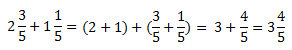 2 3/5 + 1 1/5 = (2 + 1) + (3/5 + 1/5) = 3 + 4/5 = 3 4/5